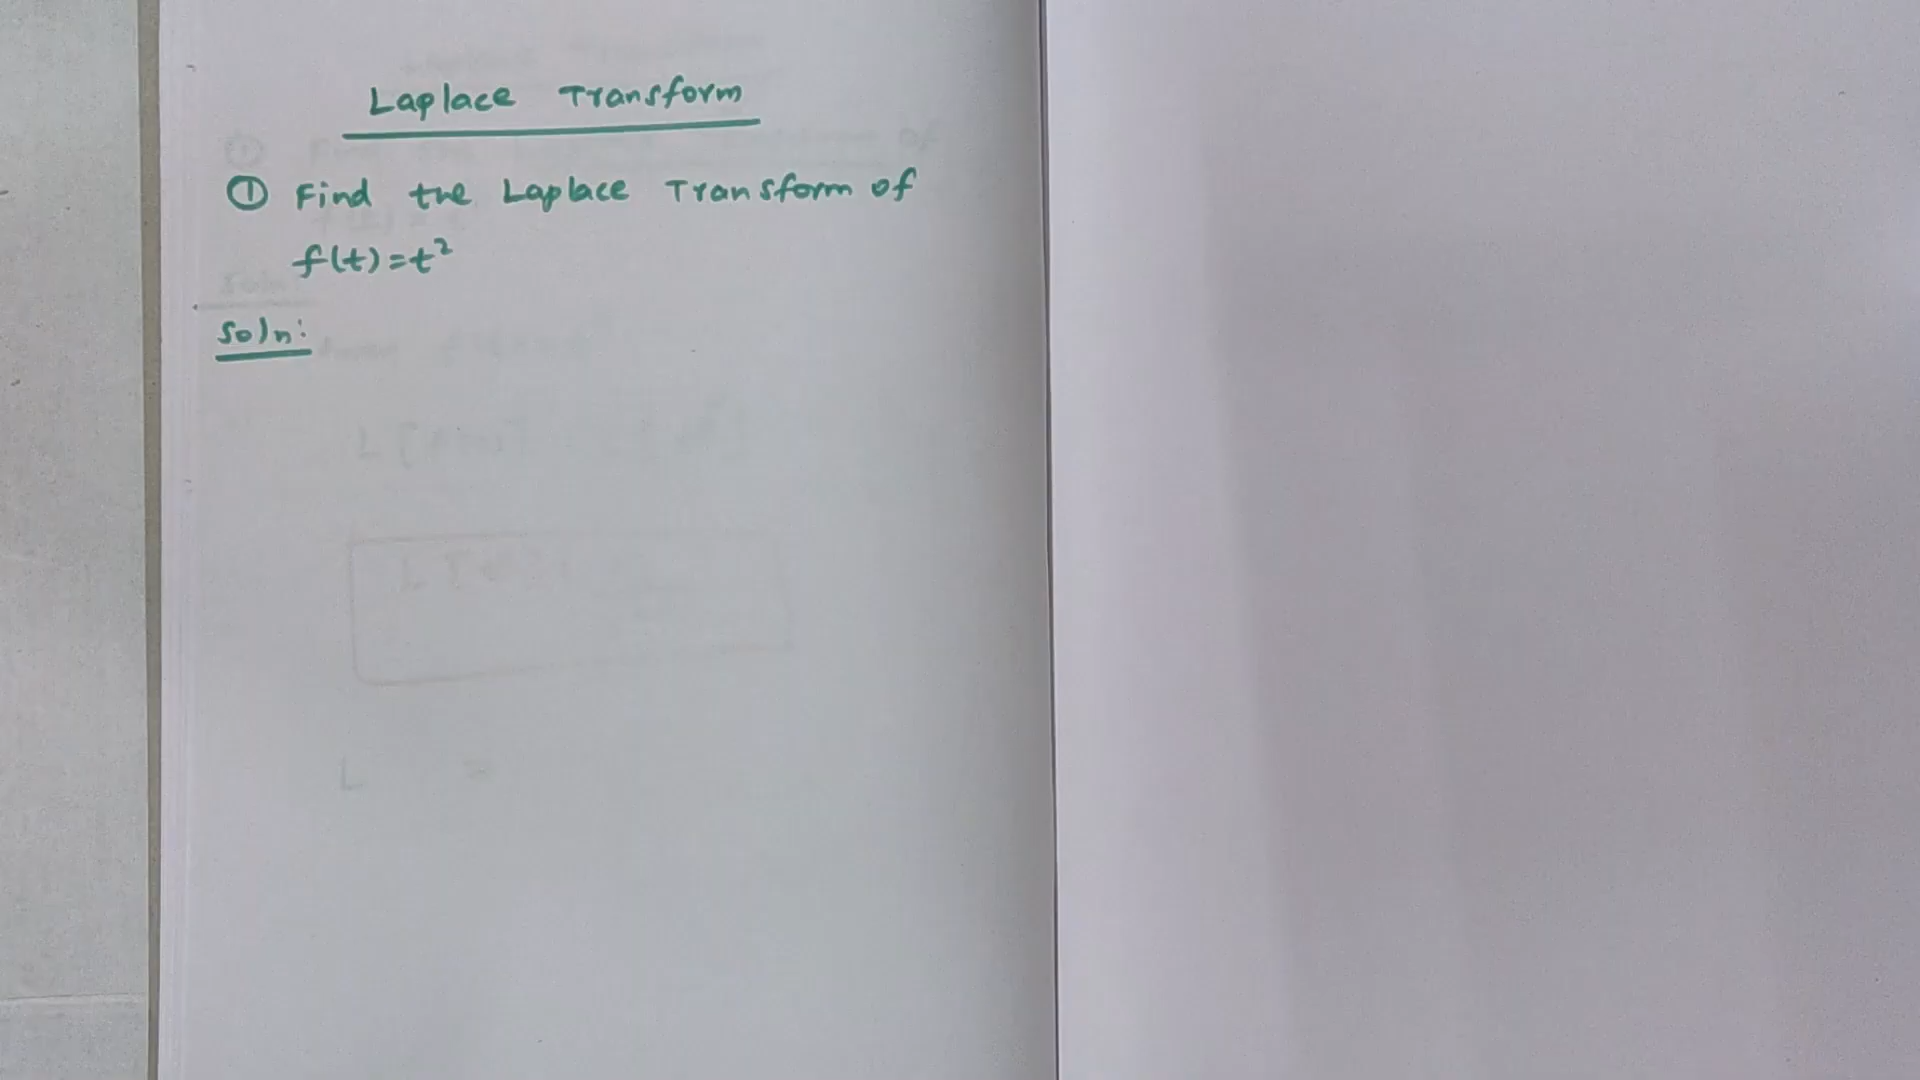 Laplace Transform
① Find the Laplace Transform of
f(t)=t²
Soln: